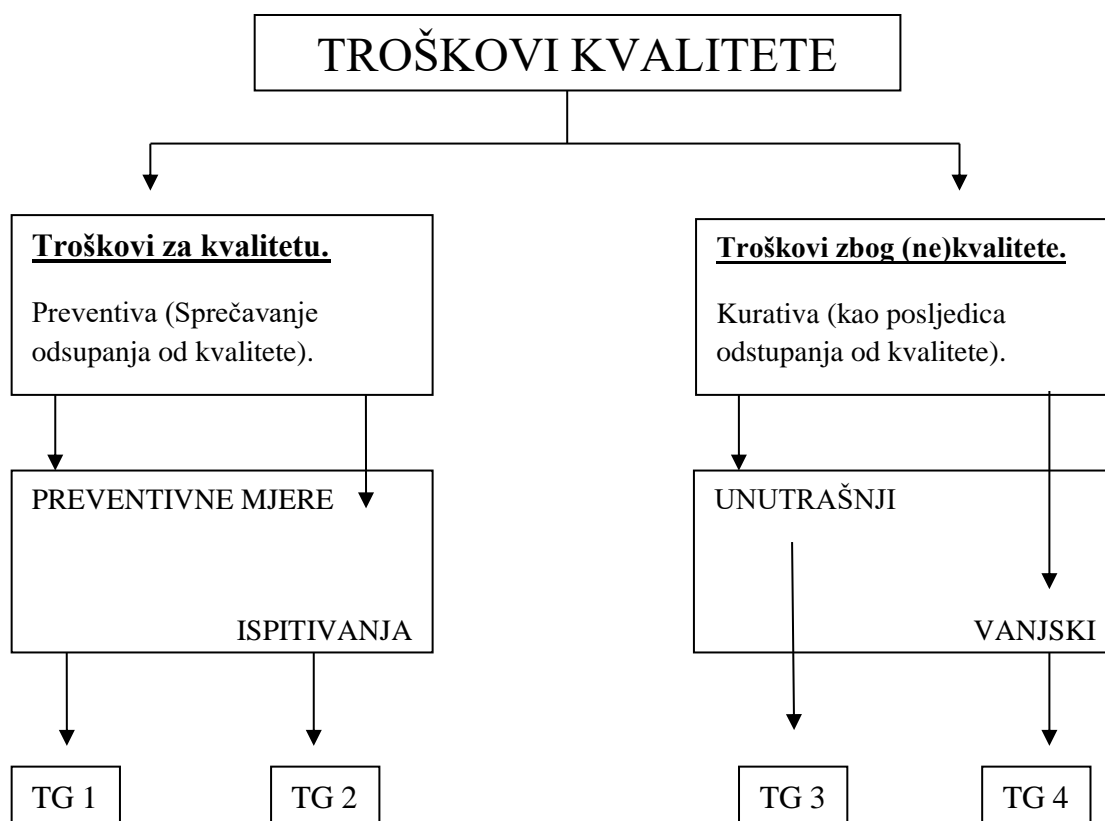 TROŠKOVI KVALITETE
Troškovi za kvalitetu.
Preventiva (Sprečavanje
odsupanja od kvalitete).
Troškovi zbog (ne)kvalitete.
Kurativa (kao posljedica
odstupanja od kvalitete).
PREVENTIVNE MJERE
ISPITIVANJA
UNUTRAŠNJI
VANJSKI
TG 1
TG 2
TG 3
TG 4